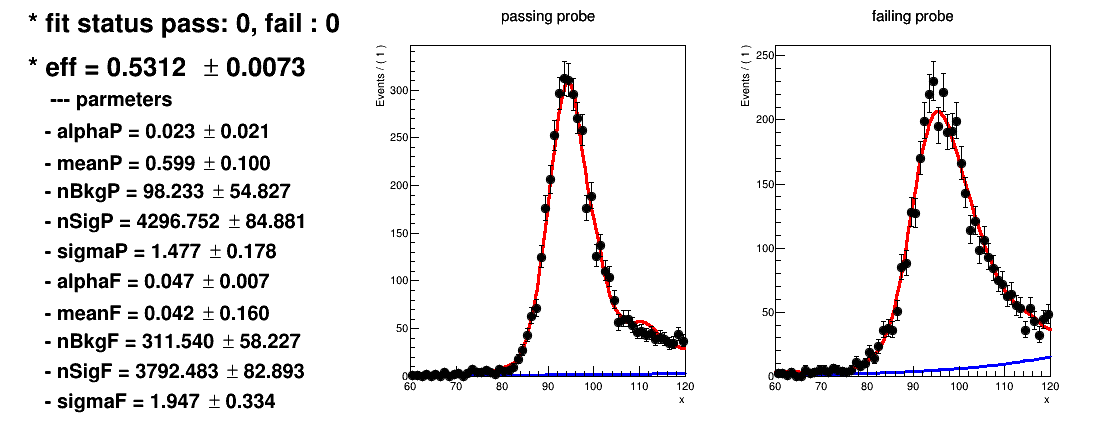 * fit status pass: 0, fail : 0
* eff = 0.5312 ± 0.0073
--- parmeters
- alphaP = 0.023 ± 0.021
- meanP = 0.599 ± 0.100
- nBkgP = 98.233 ± 54.827
- nSigP = 4296.752 ± 84.881
- sigmaP = 1.477 ± 0.178
- alphaF = 0.047 ± 0.007
- meanF = 0.042 ± 0.160
- nBkgF = 311.540 ± 58.227
- nSigF = 3792.483 ± 82.893
- sigmaF = 1.947 ± 0.334
passing probe
Events / ( 1 )
300
250
200
150
100
50
0
60 70 80 90 100 110 120
x
failing probe
Events / ( 1 )
250
200
150
100
50
0
60 70 80 90 100 110 120
x